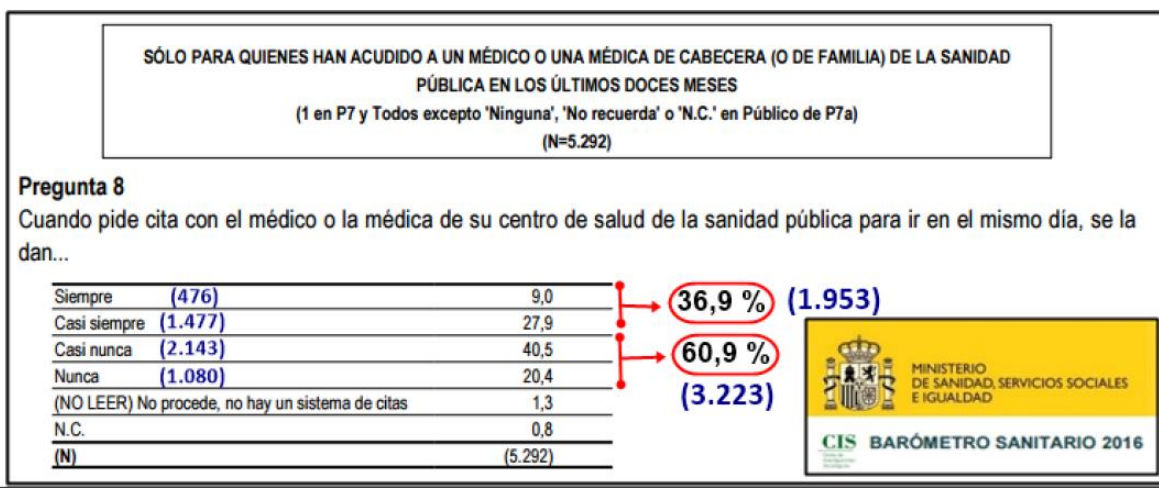 SÓLO PARA QUIENES HAN ACUDIDO A UN MÉDICO O UNA MÉDICA DE CABECERA (O DE FAMILIA) DE LA SANIDAD
PÚBLICA EN LOS ÚLTIMOS DOCES MESES
(1 en P7 y Todos excepto 'Ninguna', 'No recuerda' o 'N.C.' en Público de P7a)
(N=5.292)
Pregunta 8
Cuando pide cita con el médico o la médica de su centro de salud de la sanidad pública para ir en el mismo día, se la
dan...
Siempre (476) 9,0
Casi siempre (1.477) 27,9
36,9 % (1.953)
Casi nunca (2.143) 40,5
Nunca (1.080) 20,4
60,9 %
(3.223)
(NO LEER) No procede, no hay un sistema de citas 1,3
N.C. 0,8
(N) (5.292)
MINISTERIO
DE SANIDAD, SERVICIOS SOCIALES
E IGUALDAD
CIS BARÓMETRO SANITARIO 2016